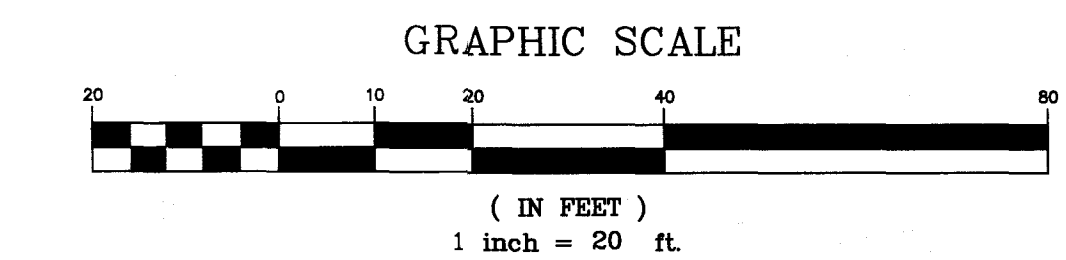 GRAPHIC SCALE
20 0 10 20 40 80
( IN FEET )
1 inch = 20 ft.